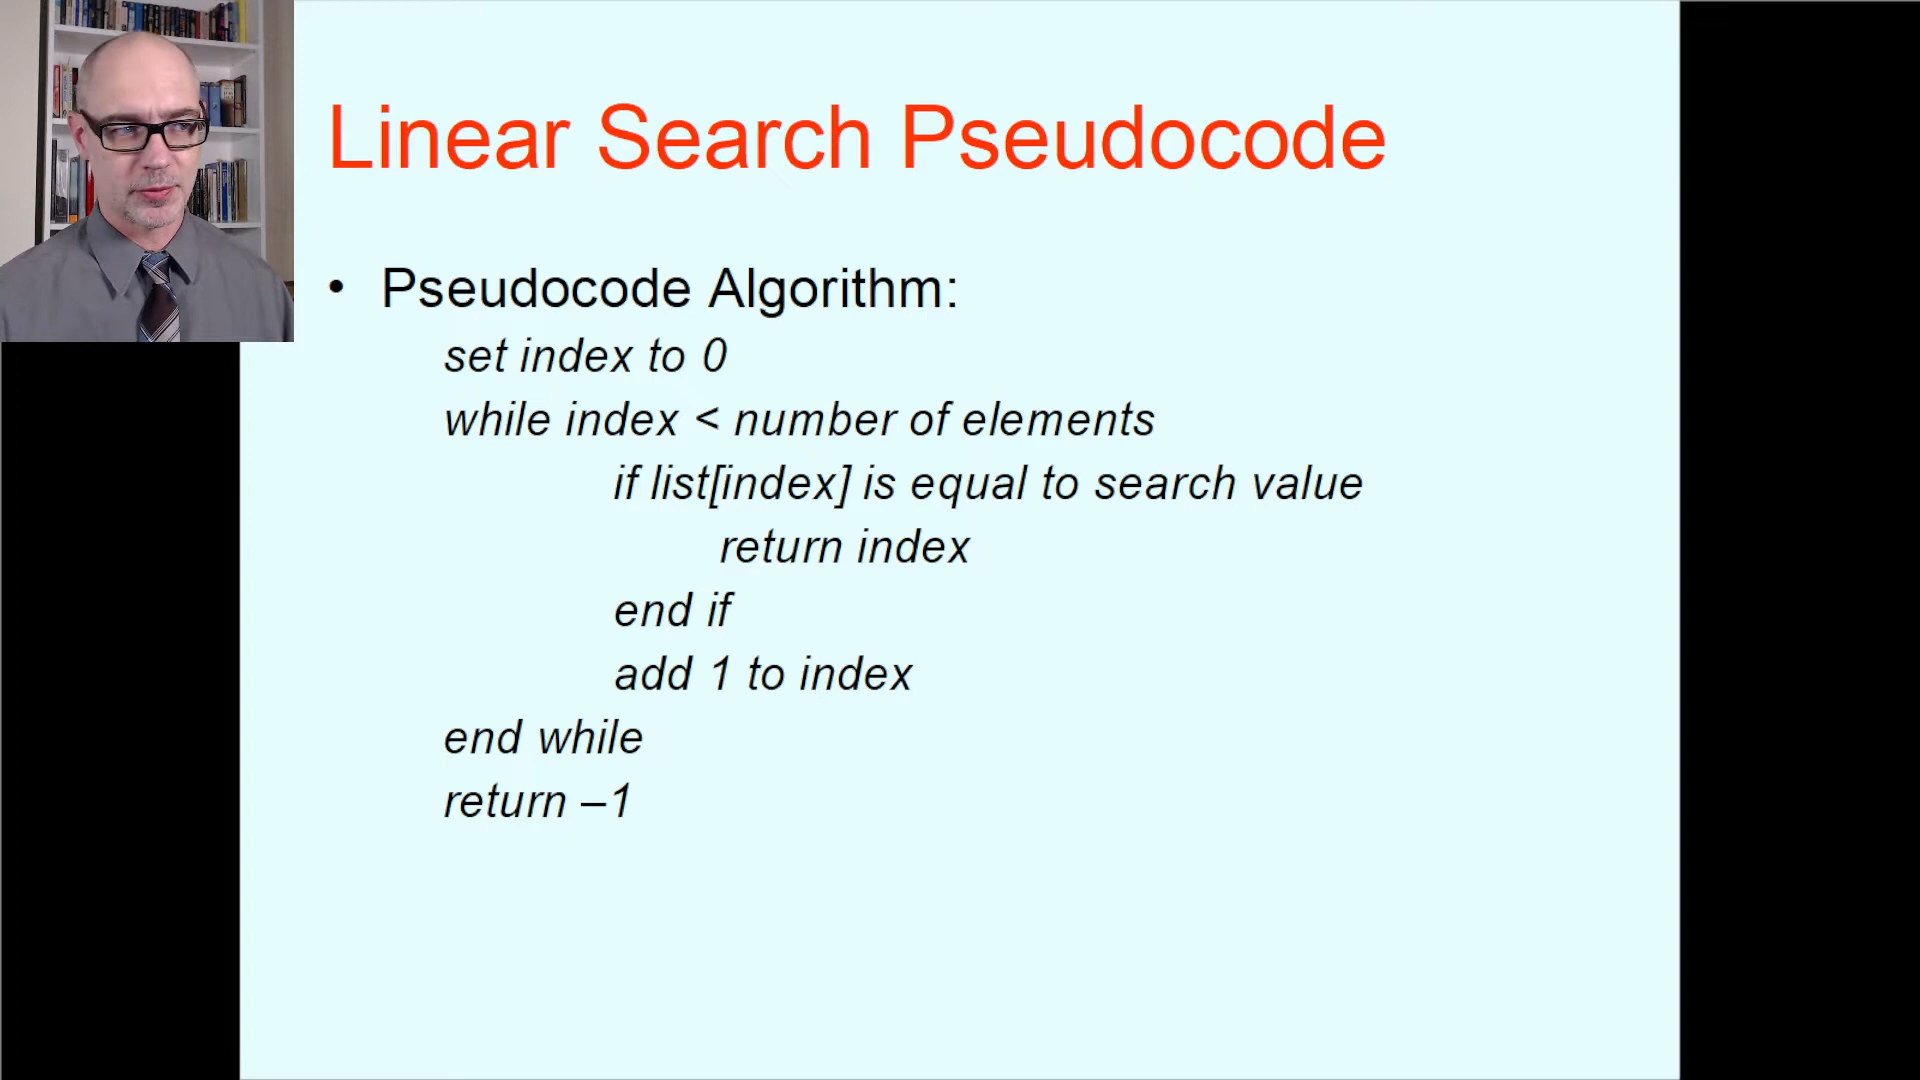 Linear Search Pseudocode
• Pseudocode Algorithm:
set index to 0
while index < number of elements
if list[index] is equal to search value
return index
end if
add 1 to index
end while
return –1